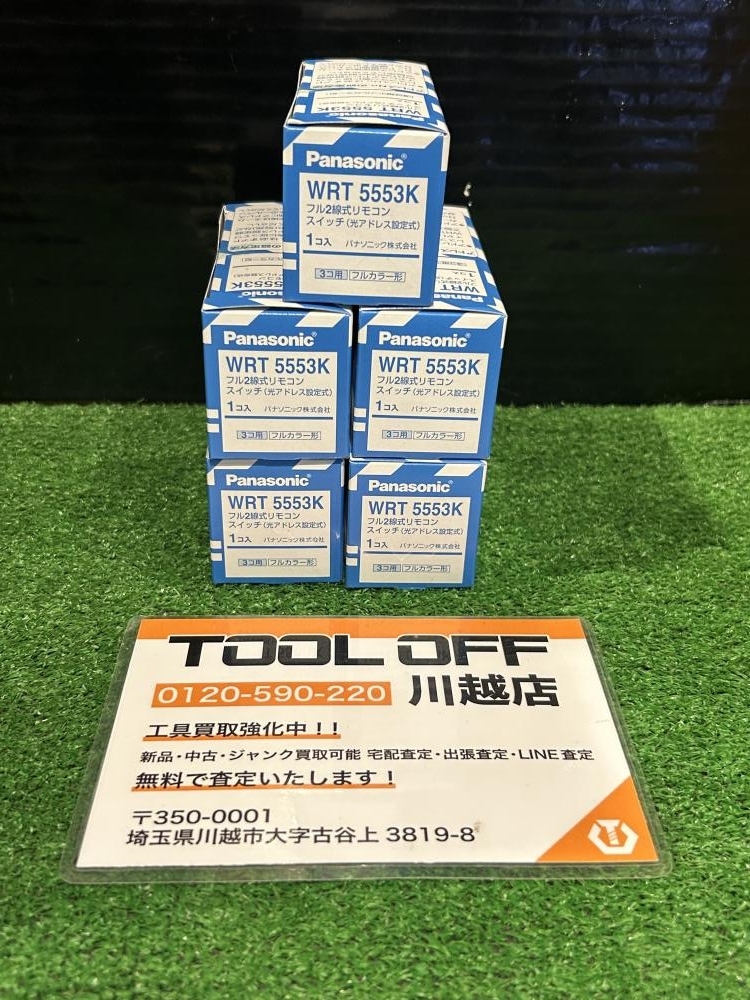 WRT 5553K
Panasonic
Panasonic
WRT 5553K
フル2線式リモコン
スイッチ(光アドレス設定式)
1コ入 パナソニック株式会社
3コ用 フルカラー形
5553K
WRT
Panasonic
WRT 5553K
フル2線式リモコン
スイッチ(光アドレス設定式)
1コ入 パナソニック株式会社
3コ用 フルカラー形
Panasonic
WRT 5553K
フル2線式リモコン
スイッチ(光アドレス設定式)
1コ入 パナソニック株式会社
3コ用 フルカラー形
Panasonic
WRT 5553K
フル2線式リモコン
スイッチ(光アドレス設定式)
1コ入 パナソニック株式会社
3コ用 フルカラー形
Panasonic
WRT 5553K
フル2線式リモコン
スイッチ(光アドレス設定式)
1コ入 パナソニック株式会社
3コ用 フルカラー形
TOOL OFF
0120-590-220 川越店
工具買取強化中!!
新品・中古・ジャンク買取可能 宅配査定・出張査定・LINE査定
無料で査定いたします!
〒350-0001
埼玉県川越市大字古谷上 3819-8